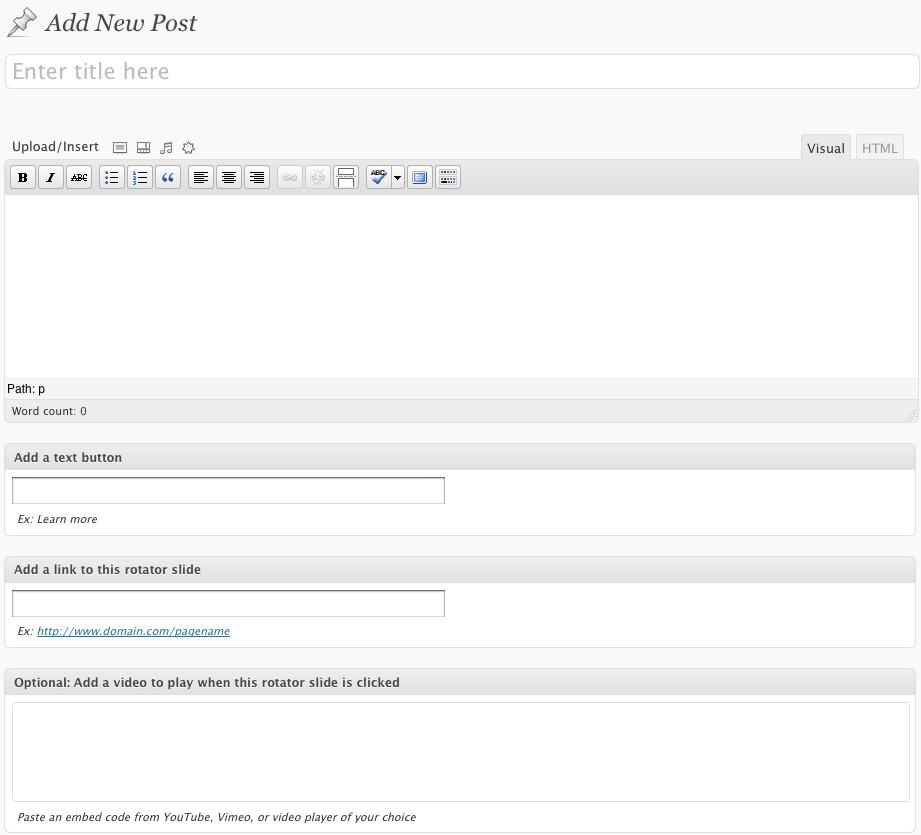 Add New Post
Enter title here
Upload/Insert
Visual HTML
B I ABC ABC
Path: p
Word count: 0
Add a text button
Ex: Learn more
Add a link to this rotator slide
Ex: http://www.domain.com/pagename
Optional: Add a video to play when this rotator slide is clicked
Paste an embed code from YouTube, Vimeo, or video player of your choice